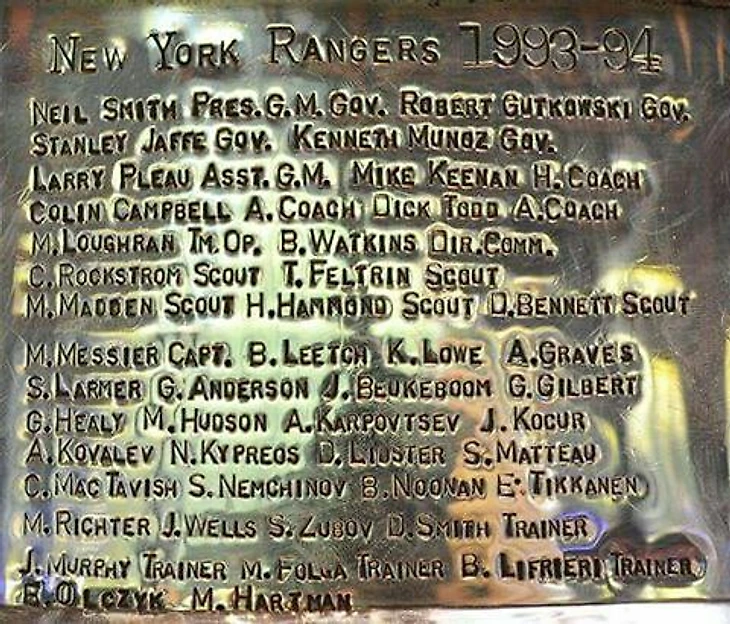 NEW YORK RANGERS 1993-94
NEIL SMITH PRES. G.M. GOV. ROBERT GUTKOWSKI GOV.
STANLEY JAFFE GOV. KENNETH MUNOZ GOV.
LARRY PLEAU ASST. G.M. MIKE KEENAN H. COACH
COLIN CAMPBELL A. COACH DICK TODD A. COACH
M. LOUGHRAN TM. OP. B. WATKINS DIR. COMM.
C. ROCKSTROM SCOUT T. FELTRIN SCOUT
M. MADDEN SCOUT H. HAMMOND SCOUT D. BENNETT SCOUT
M. MESSIER CAPT. B. LEETCH K. LOWE A. GRAVES
S. LARMER G. ANDERSON J. BEUKEBOOM G. GILBERT
G. HEALY M. HUDSON A. KARPOVTSEV J. KOCUR
A. KOVALEV N. KYPREOS D. LIDSTER S. MATTEAU
C. MAC TAVISH S. NEMCHINOV B. NOONAN E. TIKKANEN
M. RICHTER J. WELLS S. ZUBOV D. SMITH TRAINER
J. MURPHY TRAINER M. FOLGA TRAINER B. LIFRIERI TRAINER
E. OLCZYK M. HARTMAN